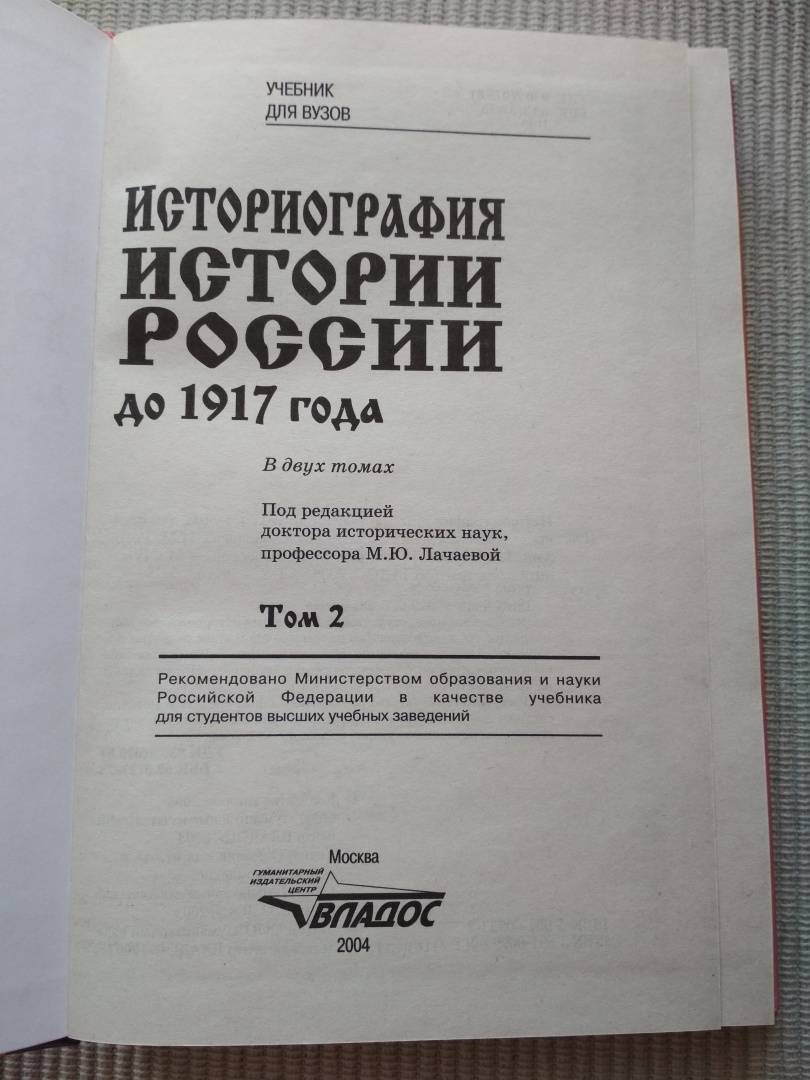 УЧЕБНИК
ДЛЯ ВУЗОВ
ИСТОРИОГРАФИЯ
ИСТОРИИ
РОССИИ
до 1917 года
В двух томах
Под редакцией
доктора исторических наук,
профессора М.Ю. Лачаевой
Том 2
Рекомендовано Министерством образования и науки
Российской Федерации в качестве учебника
для студентов высших учебных заведений
Москва
ГУМАНИТАРНЫЙ
ИЗДАТЕЛЬСКИЙ
ЦЕНТР
ВЛАДОС
2004